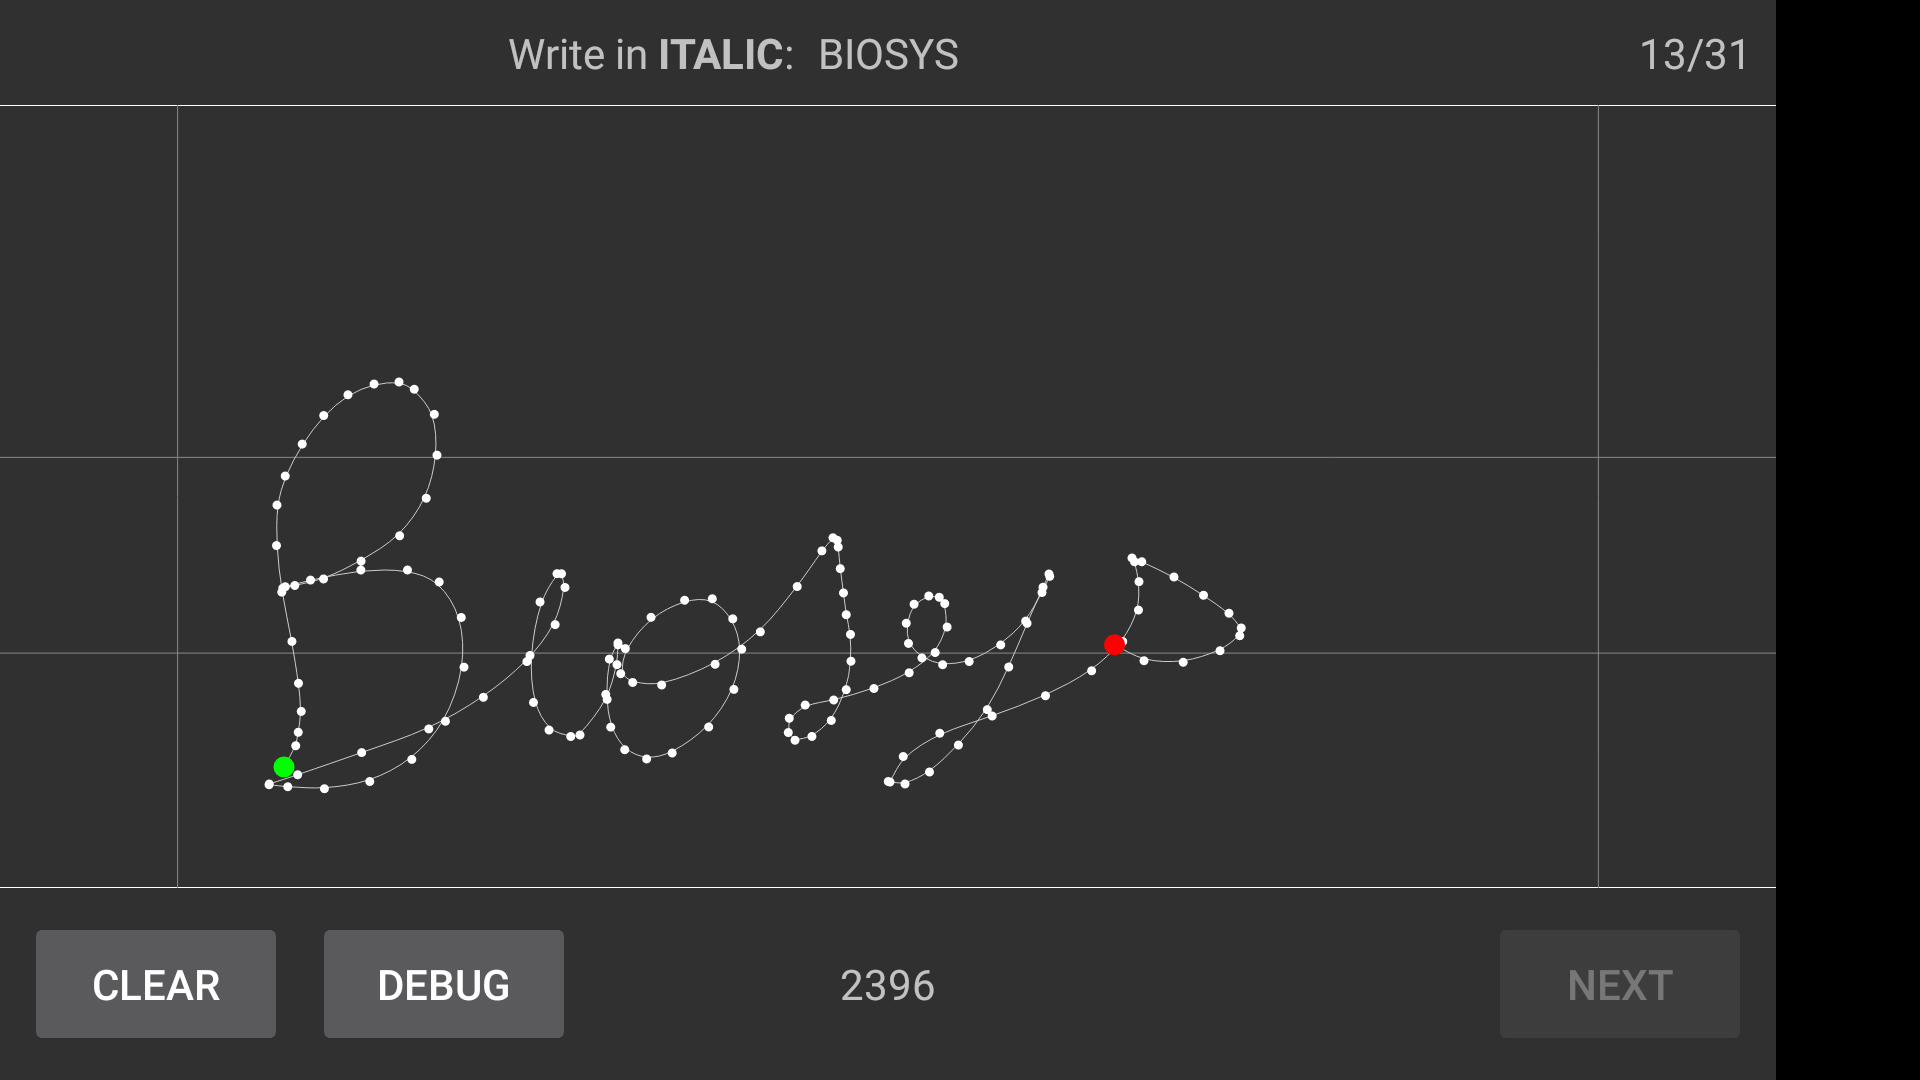 Write in ITALIC: BIOSYS
13/31
Biosys
CLEAR
DEBUG
2396
NEXT